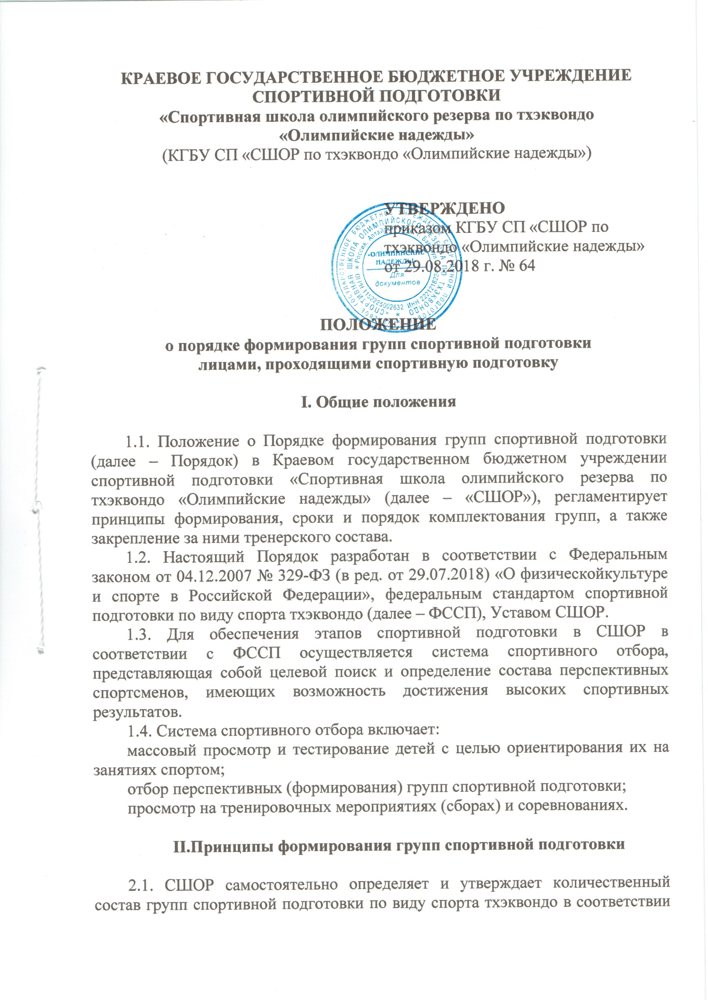 КРАЕВОЕ ГОСУДАРСТВЕННОЕ БЮДЖЕТНОЕ УЧРЕЖДЕНИЕ
СПОРТИВНОЙ ПОДГОТОВКИ
«Спортивная школа олимпийского резерва по тхэквондо
«Олимпийские надежды»
(КГБУ СП «СШОР по тхэквондо «Олимпийские надежды»)
УТВЕРЖДЕНО
приказом КГБУ СП «СШОР по
тхэквондо «Олимпийские надежды»
от 29.08.2018 г. № 64
«ОЛИМПИЙСКИЕ
НАДЕЖДЫ»
Для
документов
ПОЛОЖЕНИЕ
о порядке формирования групп спортивной подготовки
лицами, проходящими спортивную подготовку
I. Общие положения
1.1. Положение о Порядке формирования групп спортивной подготовки
(далее – Порядок) в Краевом государственном бюджетном учреждении
спортивной подготовки «Спортивная школа олимпийского резерва по
тхэквондо «Олимпийские надежды» (далее – «СШОР»), регламентирует
принципы формирования, сроки и порядок комплектования групп, а также
закрепление за ними тренерского состава.
1.2. Настоящий Порядок разработан в соответствии с Федеральным
законом от 04.12.2007 № 329-ФЗ (в ред. от 29.07.2018) «О физическойкультуре
и спорте в Российской Федерации», федеральным стандартом спортивной
подготовки по виду спорта тхэквондо (далее – ФССП), Уставом СШОР.
1.3. Для обеспечения этапов спортивной подготовки в СШОР в
соответствии с ФССП осуществляется система спортивного отбора,
представляющая собой целевой поиск и определение состава перспективных
спортсменов, имеющих возможность достижения высоких спортивных
результатов.
1.4. Система спортивного отбора включает:
массовый просмотр и тестирование детей с целью ориентирования их на
занятиях спортом;
отбор перспективных (формирования) групп спортивной подготовки;
просмотр на тренировочных мероприятиях (сборах) и соревнованиях.
II.Принципы формирования групп спортивной подготовки
2.1. СШОР самостоятельно определяет и утверждает количественный
состав групп спортивной подготовки по виду спорта тхэквондо в соответствии